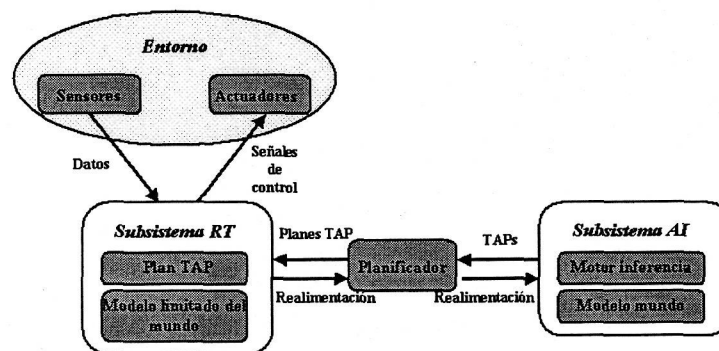 Entorno
Sensores
Actuadores
Datos
Señales
de
control
Subsistema RT
Planes TAP
TAPs
Subsistema AI
Plan TAP
Planificador
Motor inferencia
Modelo limitado del
mundo
Realimentación
Realimentación
Modelo mundo